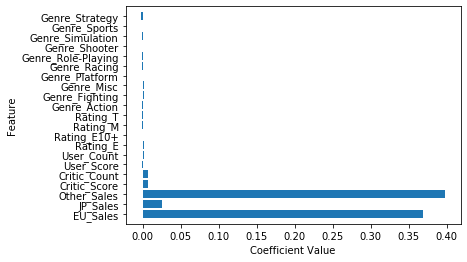 Genre_Strategy
Genre_Sports
Genre_Simulation
Genre_Shooter
Genre_Role-Playing
Genre_Racing
Genre_Platform
Genre_Misc
Genre_Fighting
Genre_Action
Rating_T
Rating_M
Rating_E10+
Rating_E
User_Count
User_Score
Critic_Count
Critic_Score
Other_Sales
JP_Sales
EU_Sales
Feature
0.00 0.05 0.10 0.15 0.20 0.25 0.30 0.35 0.40
Coefficient Value